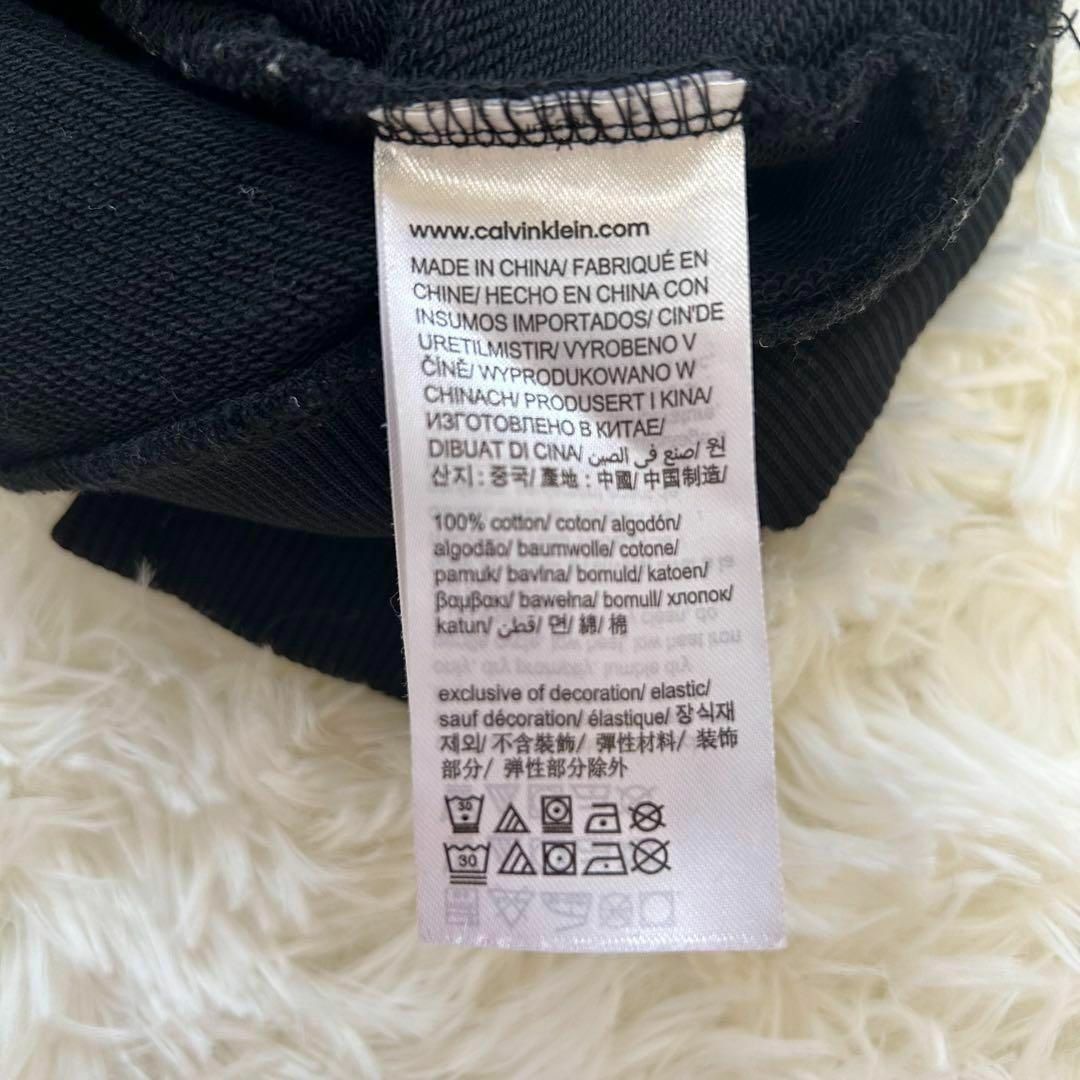 www.calvinklein.com
MADE IN CHINA/ FABRIQUÉ EN
CHINE/ HECHO EN CHINA CON
INSUMOS IMPORTADOS/ CIN'DE
URETILMISTIR/ VYROBENO V
ČÍNĚ/ WYPRODUKOWANO W
CHINACH/ PRODUSERT I KINA/
ИЗГОТОВЛЕНО В КИТАЕ/
DIBUAT DI CINA/ صنع في الصين/ 원
산지 : 중국/ 產地 : 中國/ 中国制造/
100% cotton/ coton/ algodón/
algodão/ baumwolle/ cotone/
pamuk/ bavlna/ bomuld/ katoen/
βαμβακι/ bawełna/ bomull/ хлопок/
katun/ قطن/ 면/ 綿/ 棉
exclusive of decoration/ elastic/
sauf décoration/ élastique/ 장식재
제외/ 不含裝飾/ 彈性材料/ 装饰
部分/ 弹性部分除外
30
30